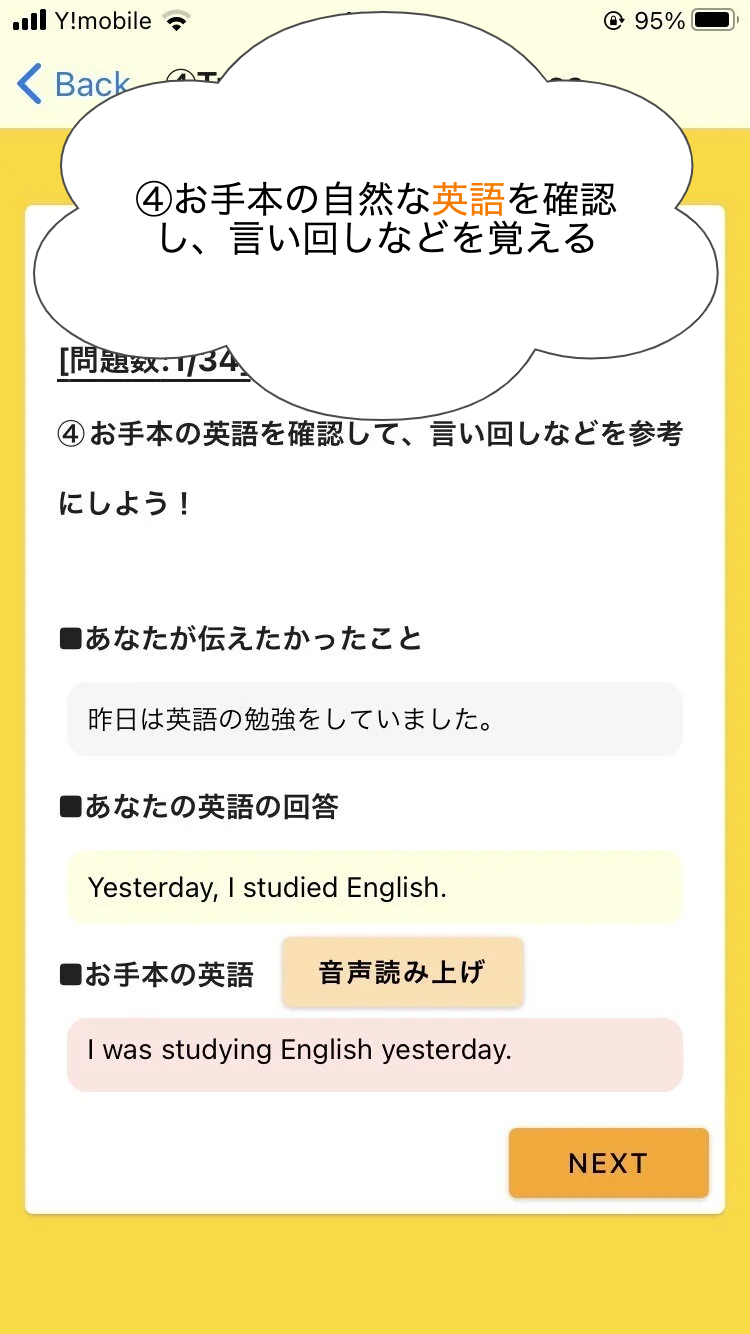 Y!mobile 95%
Back
④お手本の自然な英語を確認
し、言い回しなどを覚える
[問題数:1/34]
④お手本の英語を確認して、言い回しなどを参考
にしよう！
■あなたが伝えたかったこと
昨日は英語の勉強をしていました。
■あなたの英語の回答
Yesterday, I studied English.
■お手本の英語 音声読み上げ
I was studying English yesterday.
NEXT